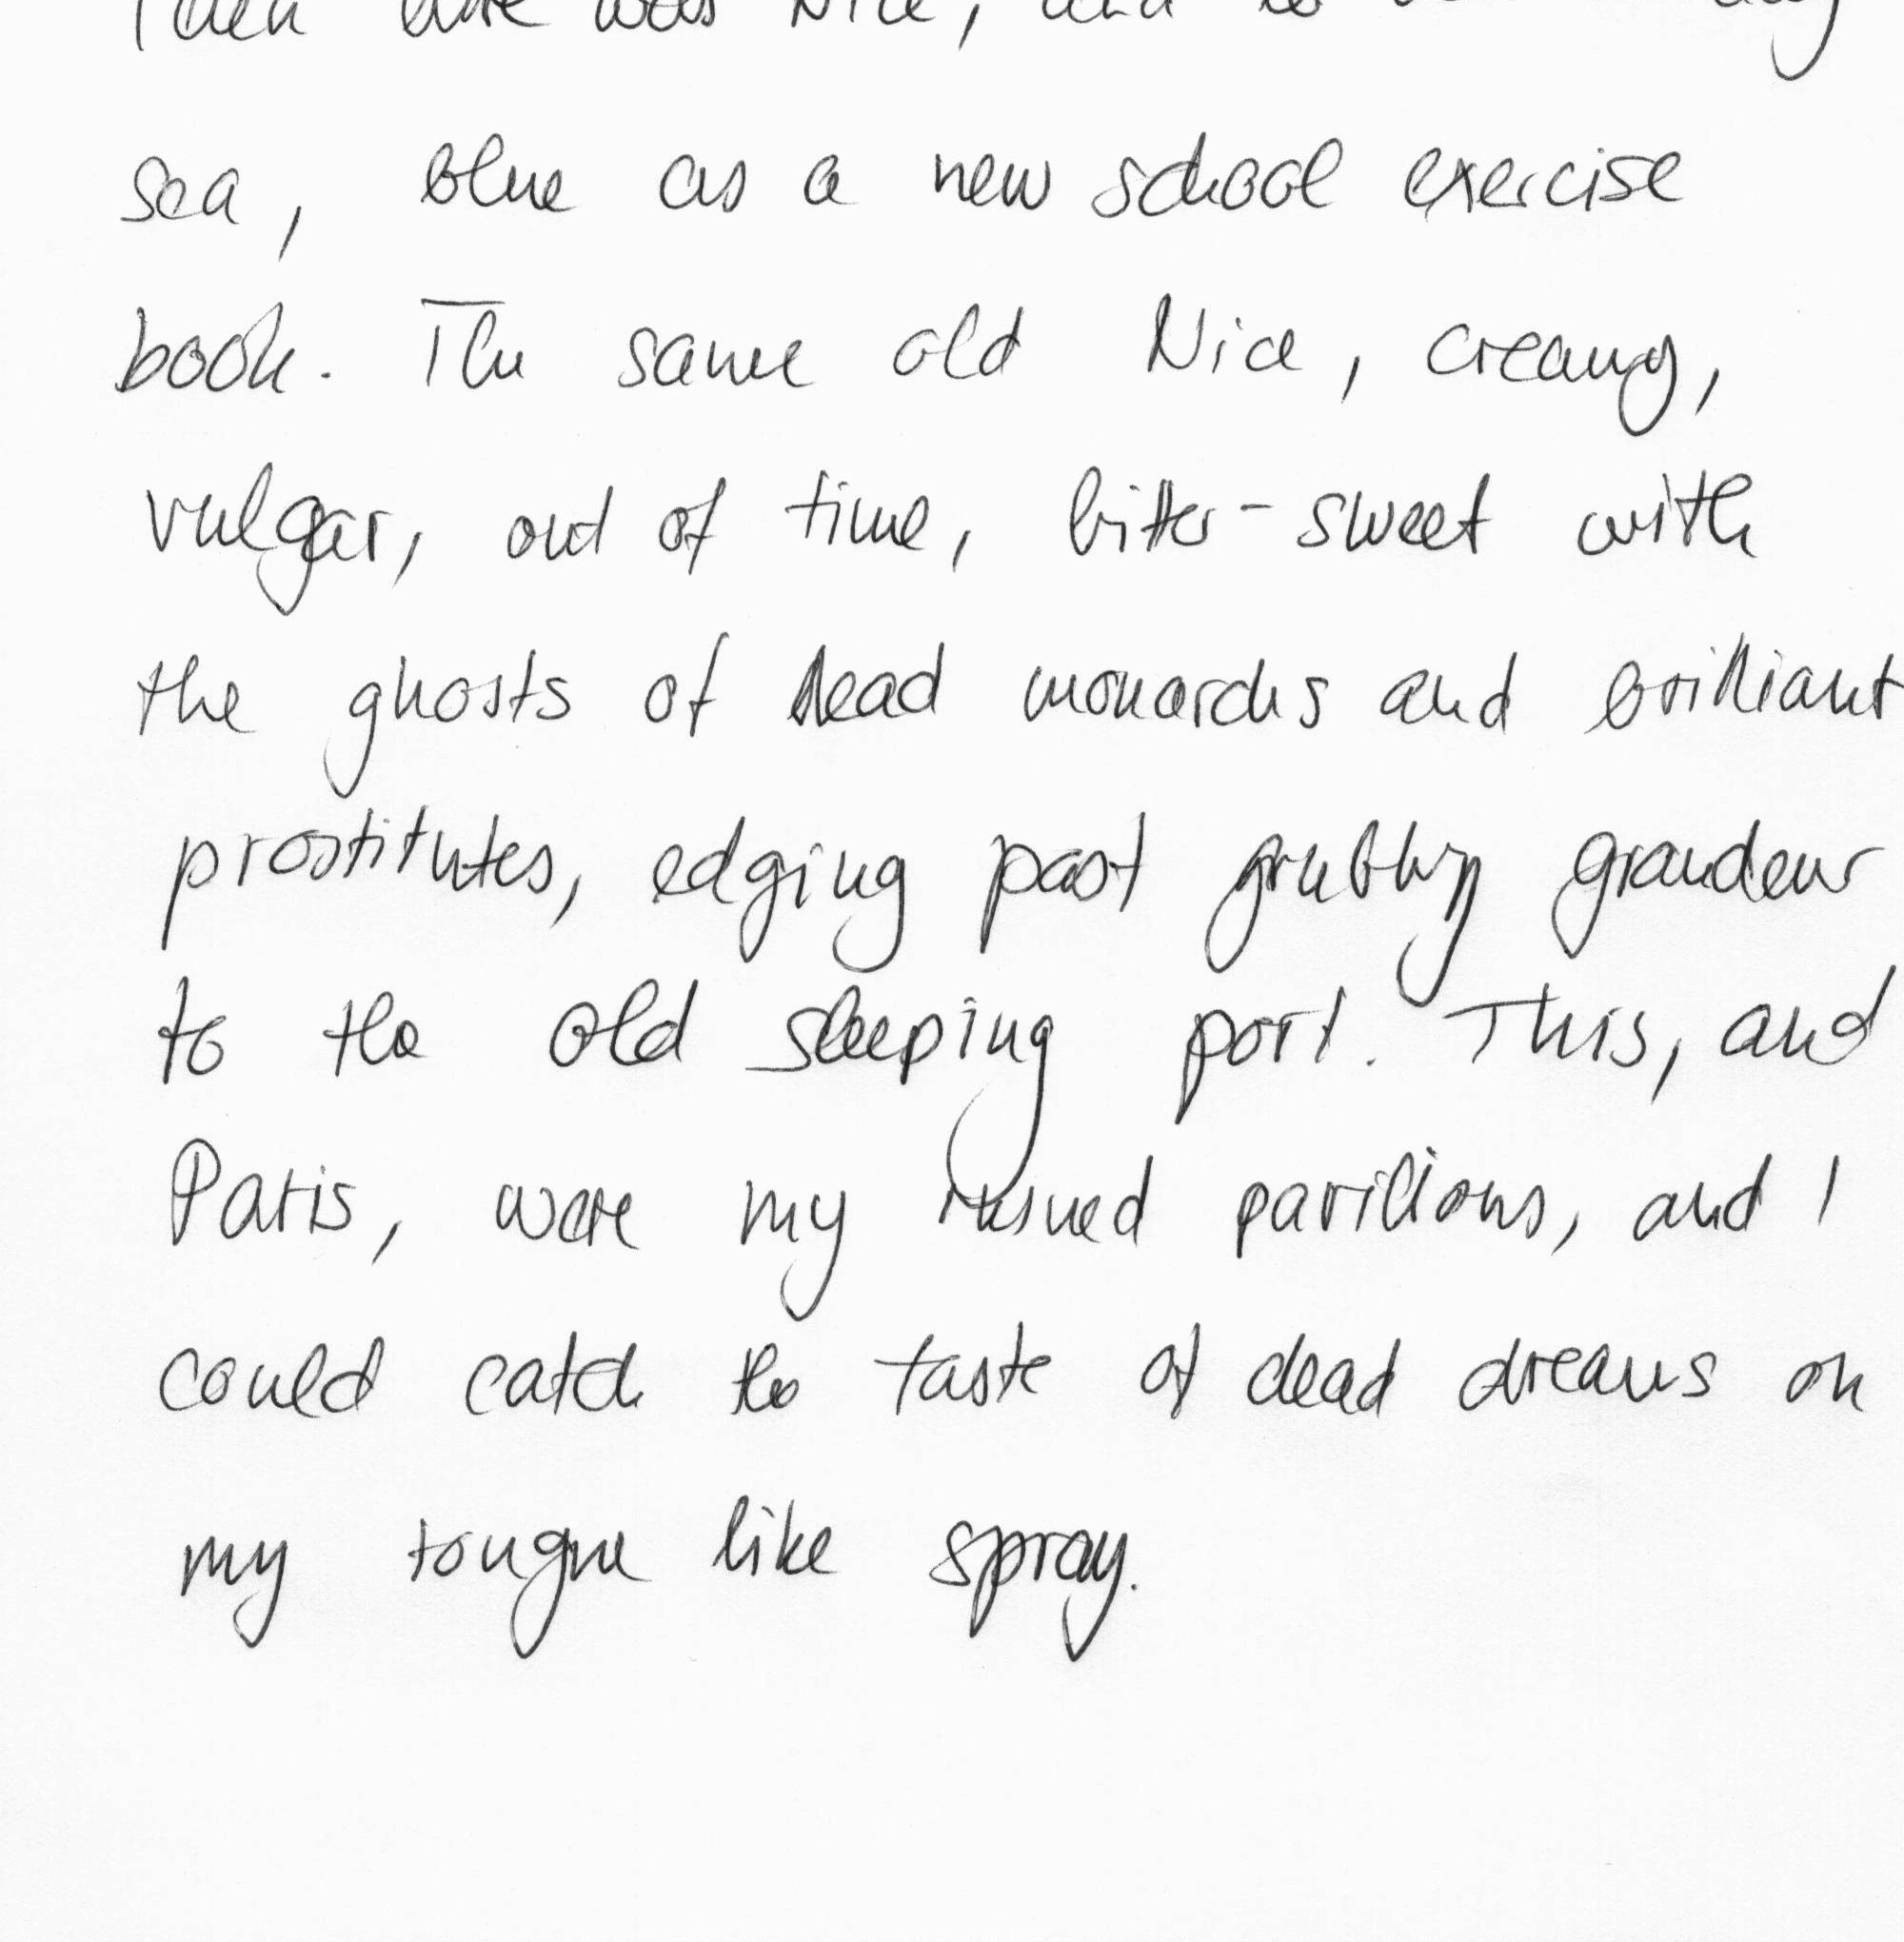 Then there was Nice, and
sea, blue as a new school exercise
book. The same old Nice, creamy,
vulgar, out of time, bitter-sweet with
the ghosts of dead monarchs and brilliant
prostitutes, edging past grubby grandeur
to the old sleeping port. This, and
Paris, were my ruined pavilions, and I
could catch the taste of dead dreams on
my tongue like spray.